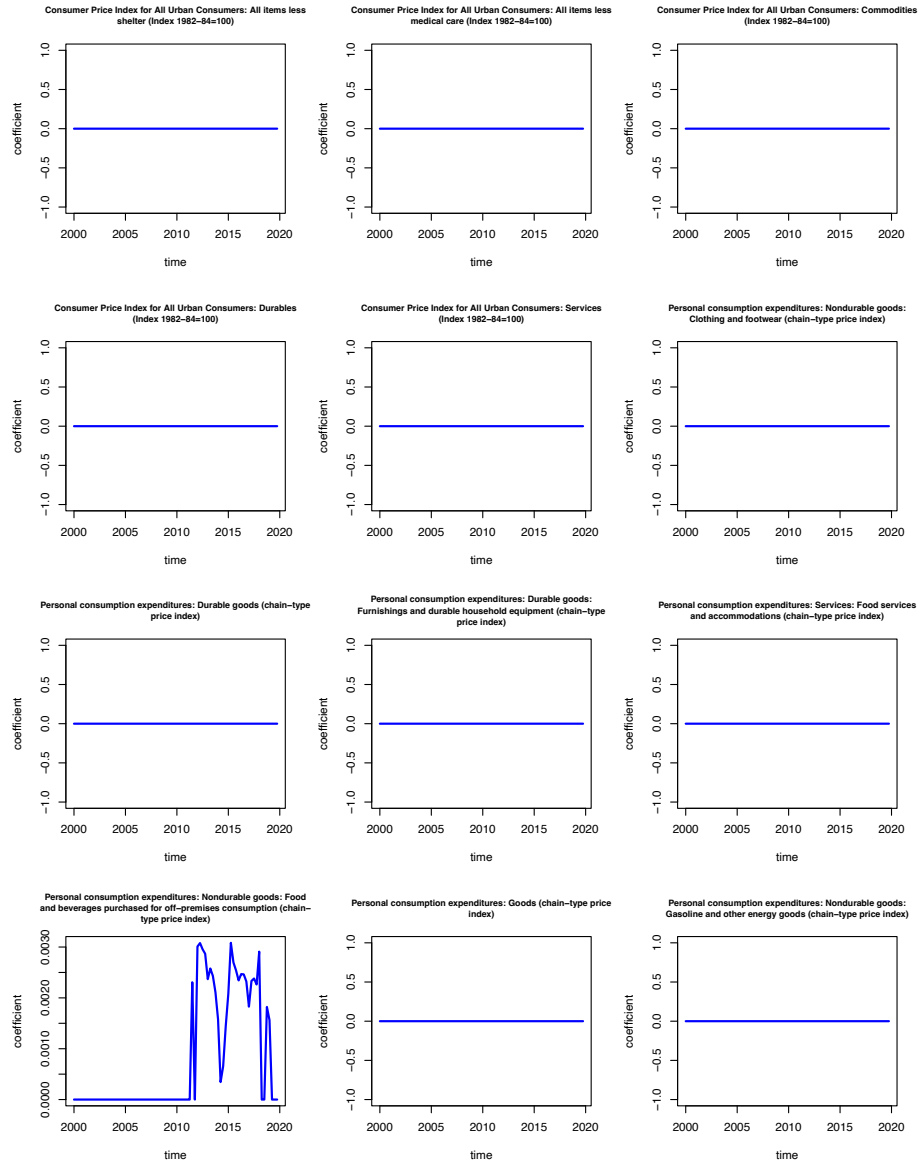 Consumer Price Index for All Urban Consumers: All items less
shelter (Index 1982–84=100)
1.0
0.5
0.0
−0.5
−1.0
coefficient
2000 2005 2010 2015 2020
time
Consumer Price Index for All Urban Consumers: All items less
medical care (Index 1982–84=100)
1.0
0.5
0.0
−0.5
−1.0
coefficient
2000 2005 2010 2015 2020
time
Consumer Price Index for All Urban Consumers: Commodities
(Index 1982–84=100)
1.0
0.5
0.0
−0.5
−1.0
coefficient
2000 2005 2010 2015 2020
time
Consumer Price Index for All Urban Consumers: Durables
(Index 1982–84=100)
1.0
0.5
0.0
−0.5
−1.0
coefficient
2000 2005 2010 2015 2020
time
Consumer Price Index for All Urban Consumers: Services
(Index 1982–84=100)
1.0
0.5
0.0
−0.5
−1.0
coefficient
2000 2005 2010 2015 2020
time
Personal consumption expenditures: Nondurable goods:
Clothing and footwear (chain−type price index)
1.0
0.5
0.0
−0.5
−1.0
coefficient
2000 2005 2010 2015 2020
time
Personal consumption expenditures: Durable goods (chain−type
price index)
1.0
0.5
0.0
−0.5
−1.0
coefficient
2000 2005 2010 2015 2020
time
Personal consumption expenditures: Durable goods:
Furnishings and durable household equipment (chain−type
price index)
1.0
0.5
0.0
−0.5
−1.0
coefficient
2000 2005 2010 2015 2020
time
Personal consumption expenditures: Services: Food services
and accommodations (chain−type price index)
1.0
0.5
0.0
−0.5
−1.0
coefficient
2000 2005 2010 2015 2020
time
Personal consumption expenditures: Nondurable goods: Food
and beverages purchased for off−premises consumption (chain−
type price index)
0.0030
0.0020
0.0010
0.0000
coefficient
2000 2005 2010 2015 2020
time
Personal consumption expenditures: Goods (chain−type price
index)
1.0
0.5
0.0
−0.5
−1.0
coefficient
2000 2005 2010 2015 2020
time
Personal consumption expenditures: Nondurable goods:
Gasoline and other energy goods (chain−type price index)
1.0
0.5
0.0
−0.5
−1.0
coefficient
2000 2005 2010 2015 2020
time